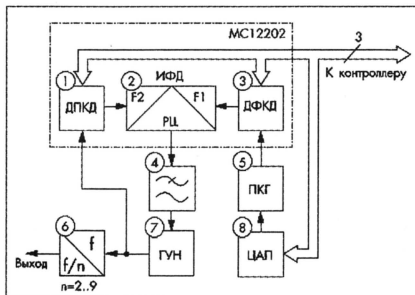 MC12202
3
К контроллеру
1
ДПКД
2
ИФД
F2
F1
РЦ
3
ДФКД
4
5
ПКГ
6
f
f/n
n=2..9
Выход
7
ГУН
8
ЦАП